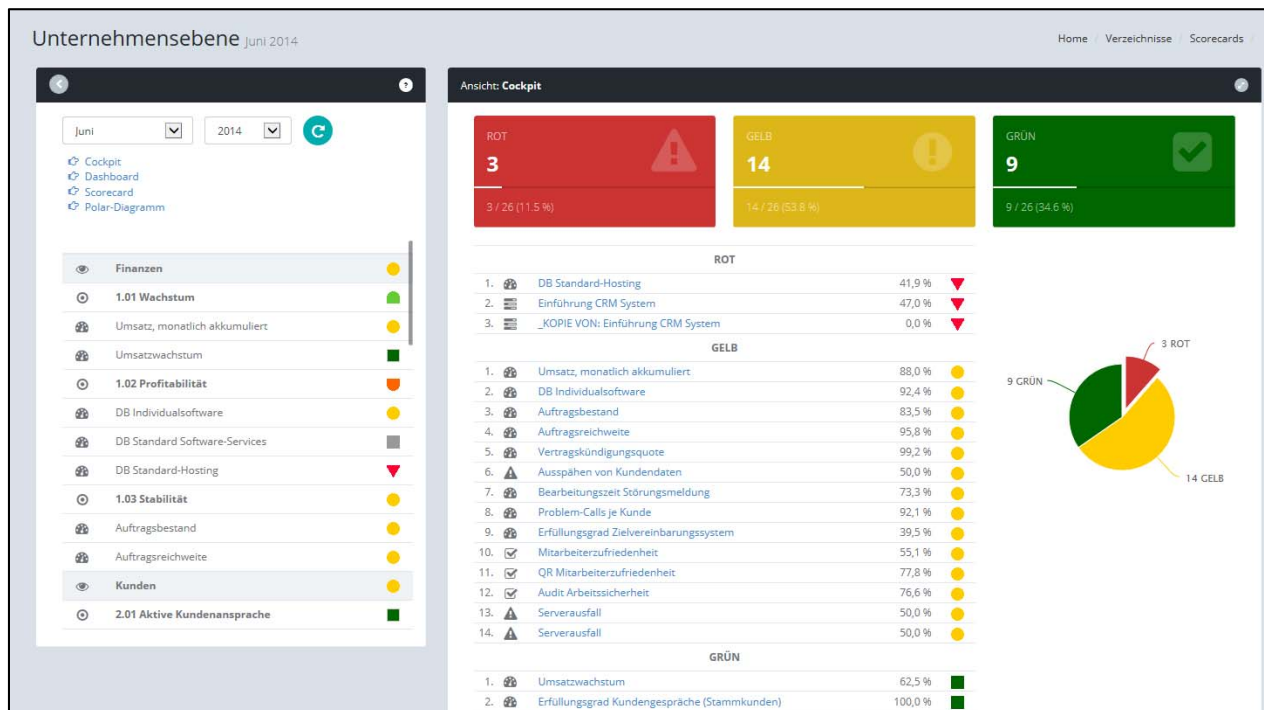 Unternehmensebene Juni 2014
Home / Verzeichnisse / Scorecards /
?
Juni
2014
Cockpit
Dashboard
Scorecard
Polar-Diagramm
Finanzen
1.01 Wachstum
Umsatz, monatlich akkumuliert
Umsatzwachstum
1.02 Profitabilität
DB Individualsoftware
DB Standard Software-Services
DB Standard-Hosting
1.03 Stabilität
Auftragsbestand
Auftragsreichweite
Kunden
2.01 Aktive Kundenansprache
Ansicht: Cockpit
ROT
3
3 / 26 (11.5 %)
GELB
14
14 / 26 (53.8 %)
GRÜN
9
9 / 26 (34.6 %)
ROT
1. DB Standard-Hosting 41,9 %
2. Einführung CRM System 47,0 %
3. _KOPIE VON: Einführung CRM System 0,0 %
GELB
1. Umsatz, monatlich akkumuliert 88,0 %
2. DB Individualsoftware 92,4 %
3. Auftragsbestand 83,5 %
4. Auftragsreichweite 95,8 %
5. Vertragskündigungsquote 99,2 %
6. Ausspähen von Kundendaten 50,0 %
7. Bearbeitungszeit Störungsmeldung 73,3 %
8. Problem-Calls je Kunde 92,1 %
9. Erfüllungsgrad Zielvereinbarungssystem 39,5 %
10. Mitarbeiterzufriedenheit 55,1 %
11. QR Mitarbeiterzufriedenheit 77,8 %
12. Audit Arbeitssicherheit 76,6 %
13. Serverausfall 50,0 %
14. Serverausfall 50,0 %
GRÜN
1. Umsatzwachstum 62,5 %
2. Erfüllungsgrad Kundengespräche (Stammkunden) 100,0 %
3 ROT
9 GRÜN
14 GELB